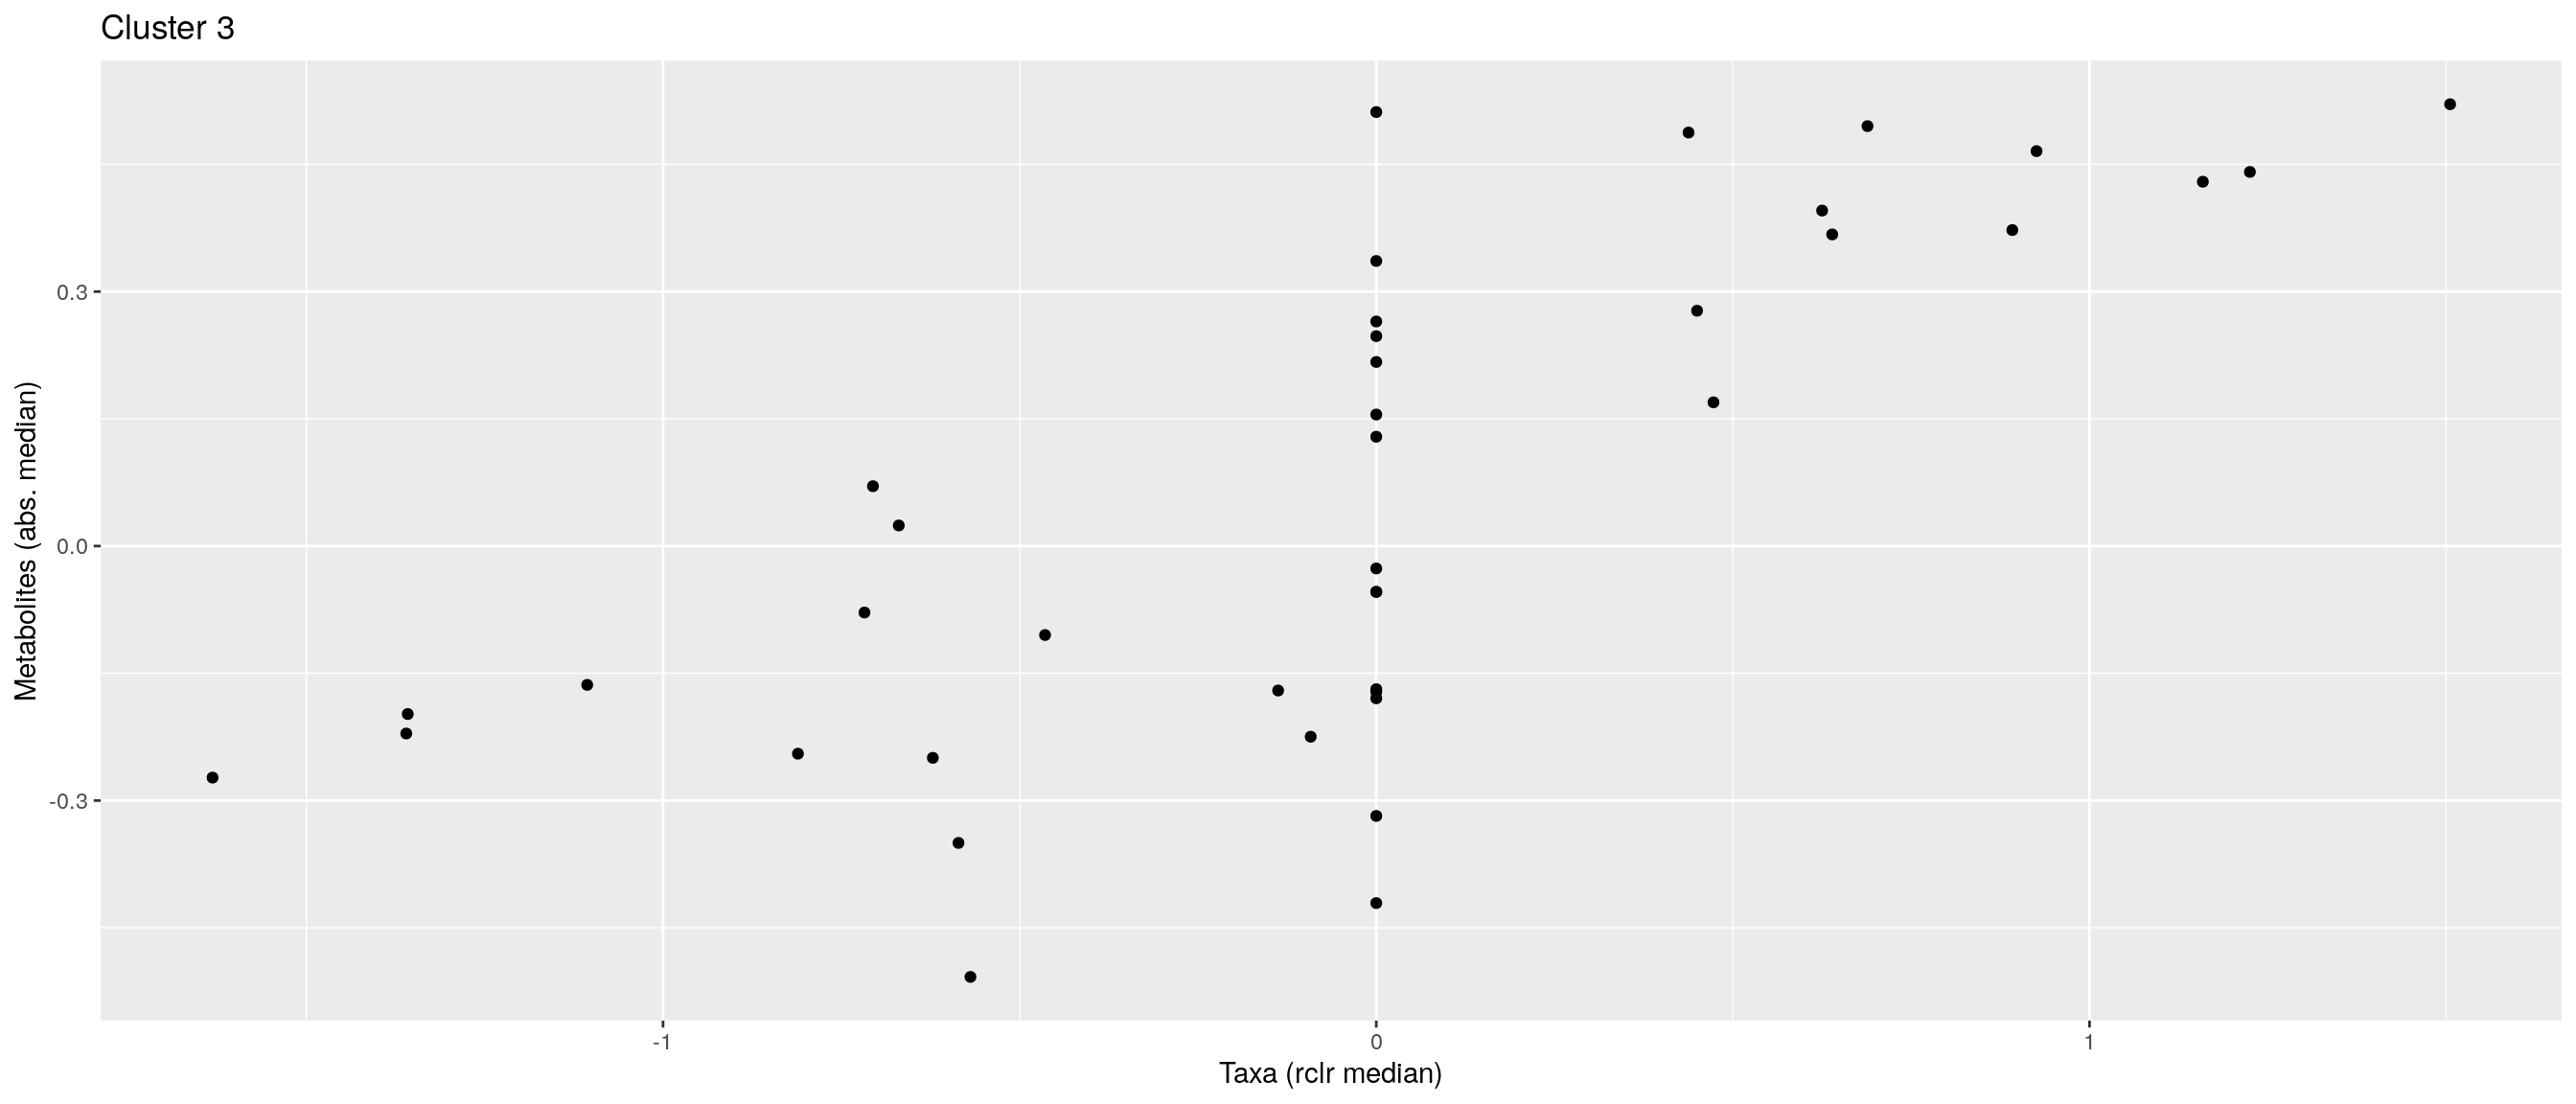 Cluster 3
Metabolites (abs. median)
0.3
0.0
-0.3
-1
0
1
Taxa (rclr median)